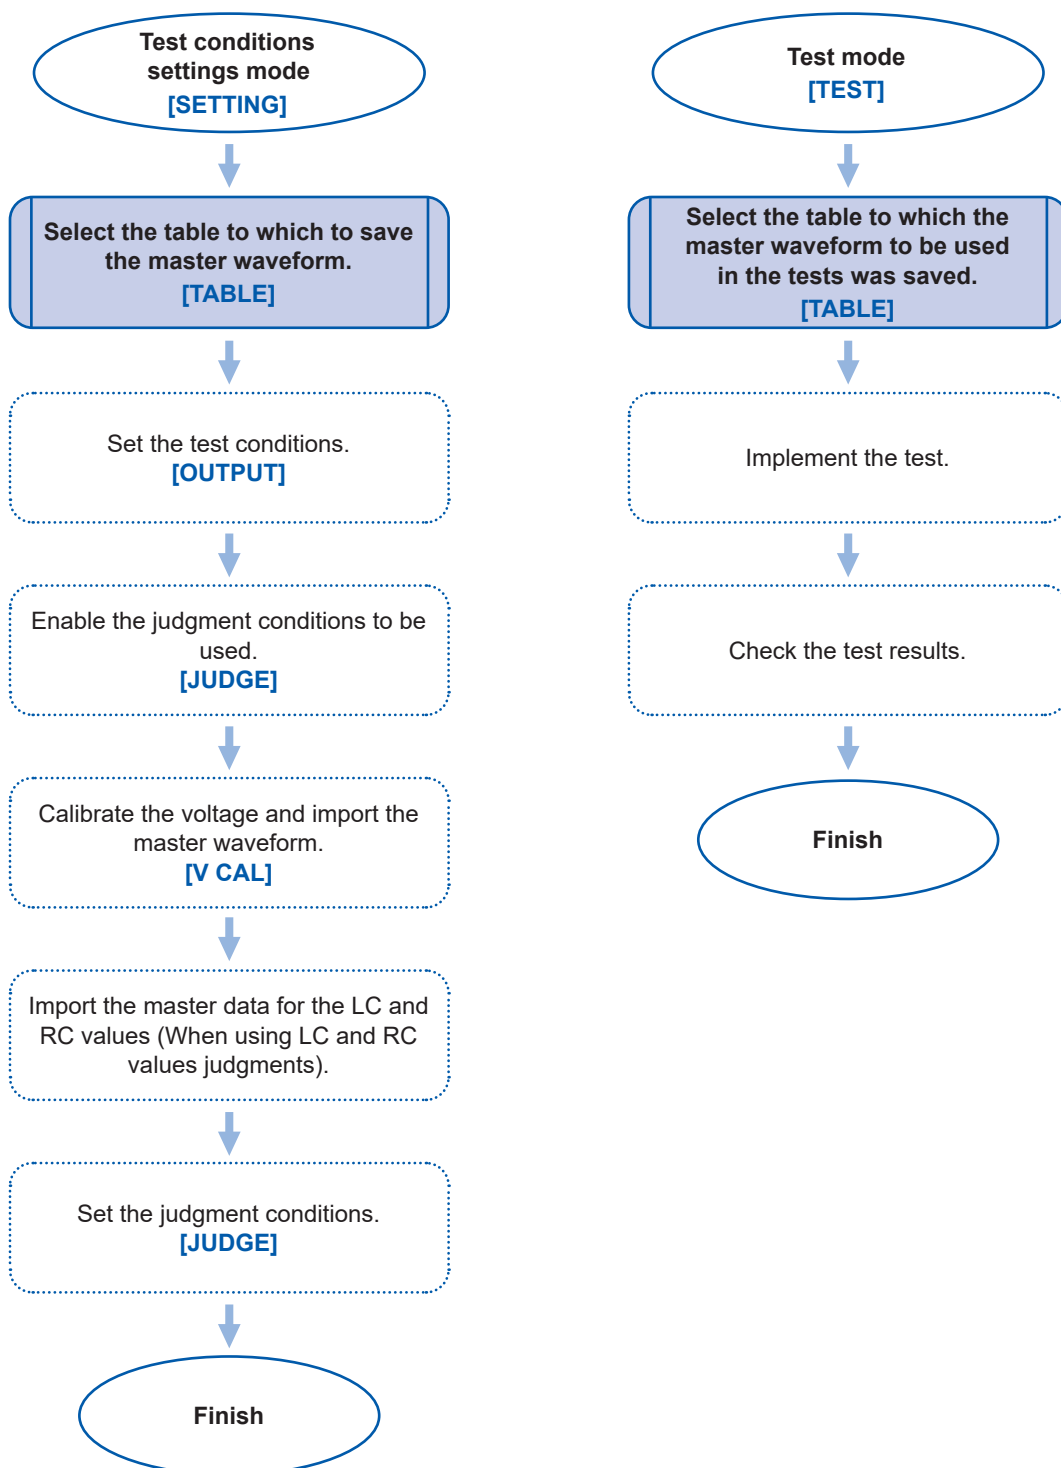 Test conditions
settings mode
[SETTING]
Select the table to which to save
the master waveform.
[TABLE]
Set the test conditions.
[OUTPUT]
Enable the judgment conditions to be
used.
[JUDGE]
Calibrate the voltage and import the
master waveform.
[V CAL]
Import the master data for the LC and
RC values (When using LC and RC
values judgments).
Set the judgment conditions.
[JUDGE]
Finish
Test mode
[TEST]
Select the table to which the
master waveform to be used
in the tests was saved.
[TABLE]
Implement the test.
Check the test results.
Finish